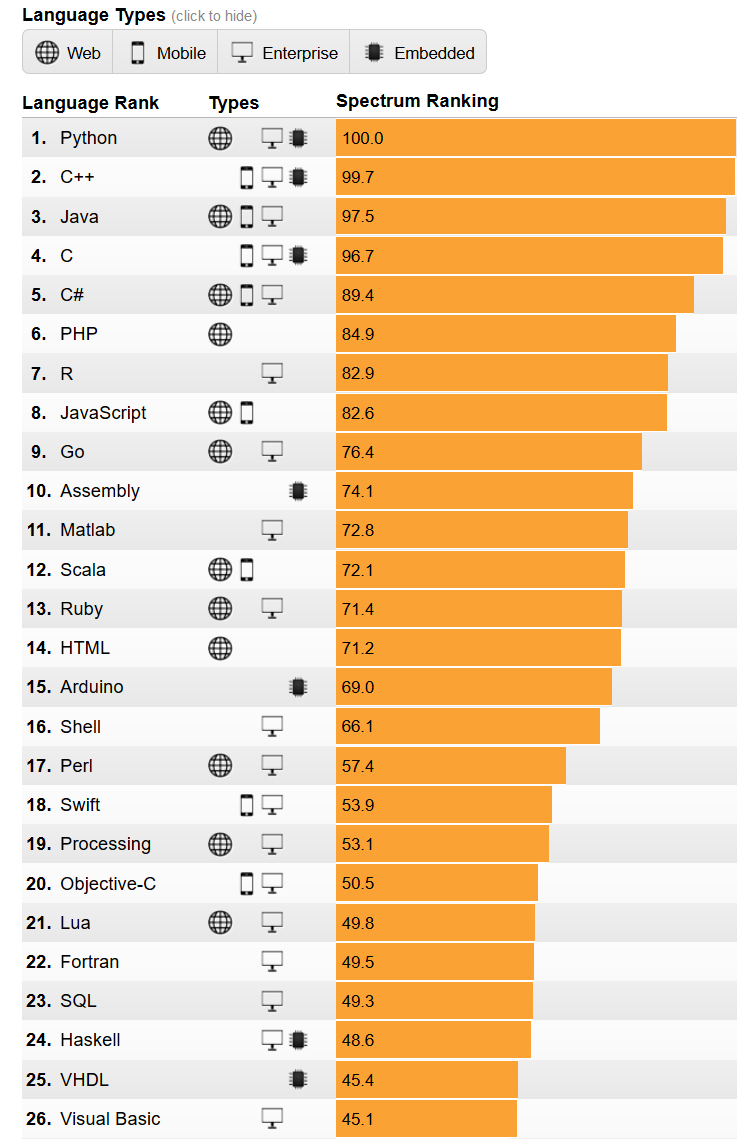 Language Types (click to hide)
Web Mobile Enterprise Embedded
Language Rank Types Spectrum Ranking
1. Python 100.0
2. C++ 99.7
3. Java 97.5
4. C 96.7
5. C# 89.4
6. PHP 84.9
7. R 82.9
8. JavaScript 82.6
9. Go 76.4
10. Assembly 74.1
11. Matlab 72.8
12. Scala 72.1
13. Ruby 71.4
14. HTML 71.2
15. Arduino 69.0
16. Shell 66.1
17. Perl 57.4
18. Swift 53.9
19. Processing 53.1
20. Objective-C 50.5
21. Lua 49.8
22. Fortran 49.5
23. SQL 49.3
24. Haskell 48.6
25. VHDL 45.4
26. Visual Basic 45.1